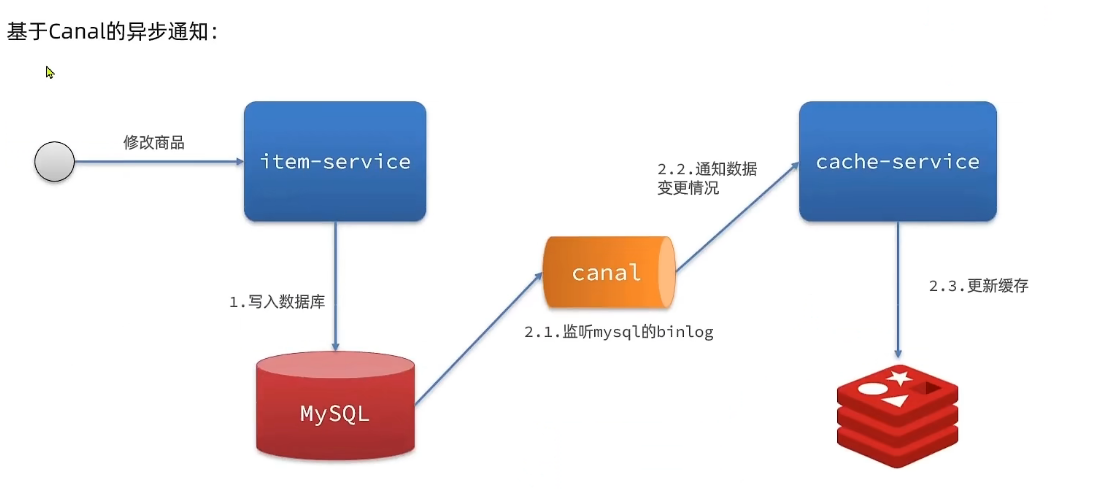 基于Canal的异步通知：
修改商品
item-service
cache-service
2.2.通知数据
变更情况
canal
2.3.更新缓存
1.写入数据库
2.1.监听mysql的binlog
MySQL